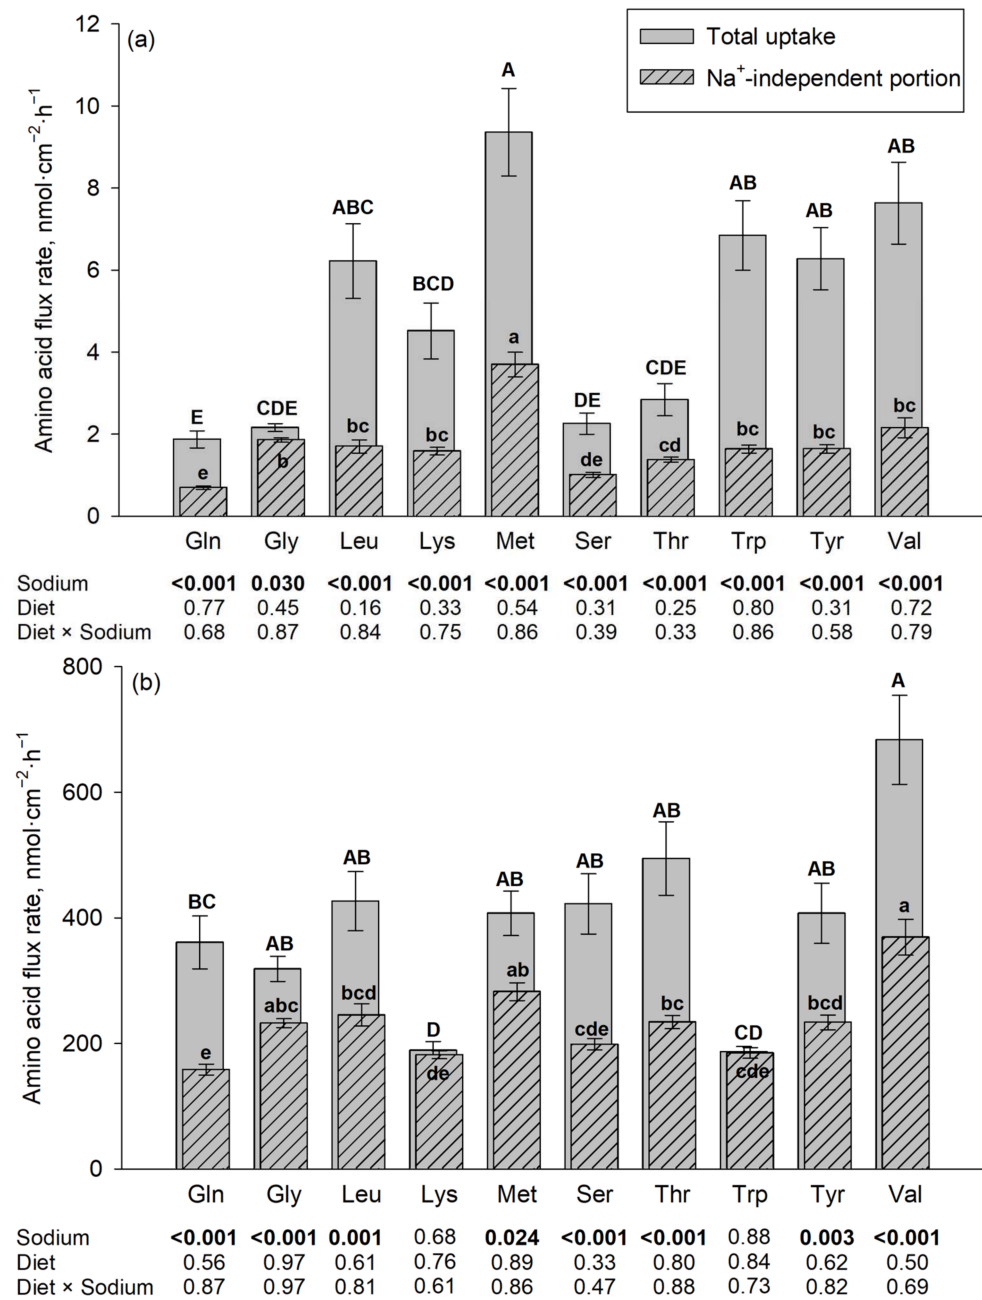 (a)
Total uptake
Na⁺-independent portion
Amino acid flux rate, nmol·cm⁻²·h⁻¹
12
10
8
6
4
2
0
E CDE ABC BCD A DE CDE AB AB AB
e b bc bc a de cd bc bc bc
Gln Gly Leu Lys Met Ser Thr Trp Tyr Val
Sodium <0.001 0.030 <0.001 <0.001 <0.001 <0.001 <0.001 <0.001 <0.001 <0.001
Diet 0.77 0.45 0.16 0.33 0.54 0.31 0.25 0.80 0.31 0.72
Diet × Sodium 0.68 0.87 0.84 0.75 0.86 0.39 0.33 0.86 0.58 0.79
(b)
Amino acid flux rate, nmol·cm⁻²·h⁻¹
800
600
400
200
0
BC AB AB D AB AB AB CD AB A
e abc bcd de ab cde bc cde bcd a
Gln Gly Leu Lys Met Ser Thr Trp Tyr Val
Sodium <0.001 <0.001 0.001 0.68 0.024 <0.001 <0.001 0.88 0.003 <0.001
Diet 0.56 0.97 0.61 0.76 0.89 0.33 0.80 0.84 0.62 0.50
Diet × Sodium 0.87 0.97 0.81 0.61 0.86 0.47 0.88 0.73 0.82 0.69